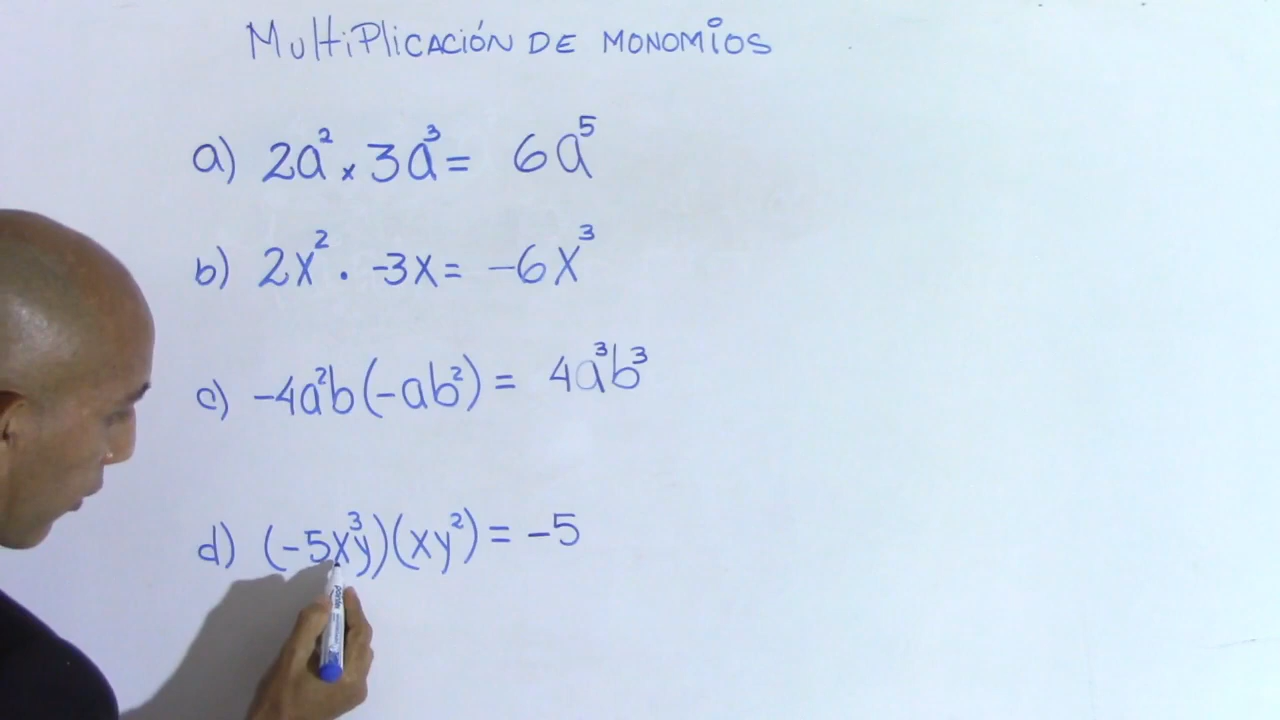 MultiPlicación DE MONOMIOS
a) 2a² x 3a³ = 6a⁵
b) 2x² · -3x = -6x³
c) -4a²b(-ab²) = 4a³b³
d) (-5x³y)(xy²) = -5